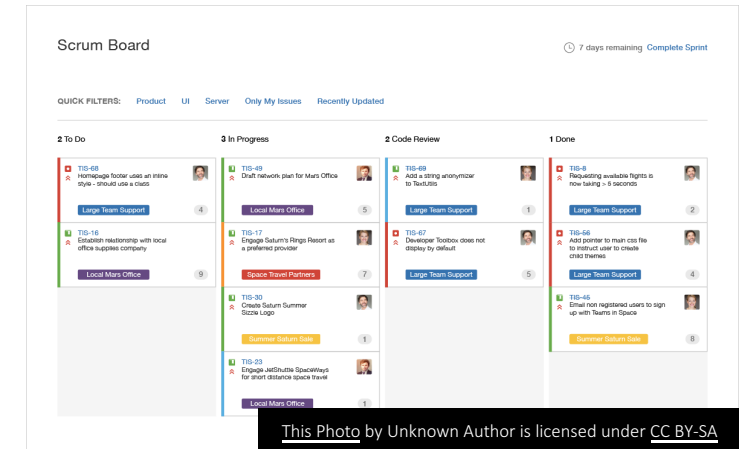 Scrum Board
7 days remaining Complete Sprint
QUICK FILTERS: Product UI Server Only My Issues Recently Updated
2 To Do
TIS-68
Homepage footer uses an inline
style - should use a class
Large Team Support 4
TIS-16
Establish relationship with local
office supplies company
Local Mars Office 9
3 In Progress
TIS-49
Draft network plan for Mars Office
Local Mars Office 5
TIS-17
Engage Saturn's Rings Resort as
a preferred provider
Space Travel Partners 7
TIS-30
Create Saturn Summer
Sizzle Logo
Summer Saturn Sale 1
TIS-23
Engage JetShuttle SpaceWays
for short distance space travel
Local Mars Office 1
2 Code Review
TIS-69
Add a string anonymizer
to TextUtils
Large Team Support 1
TIS-67
Developer Toolbox does not
display by default
Large Team Support 5
1 Done
TIS-8
Requesting available flights is
now taking > 5 seconds
Large Team Support 2
TIS-56
Add pointer to main css file
to instruct user to create
child themes
Large Team Support 4
TIS-46
Email non registered users to sign
up with Teams in Space
Summer Saturn Sale 8
This Photo by Unknown Author is licensed under CC BY-SA